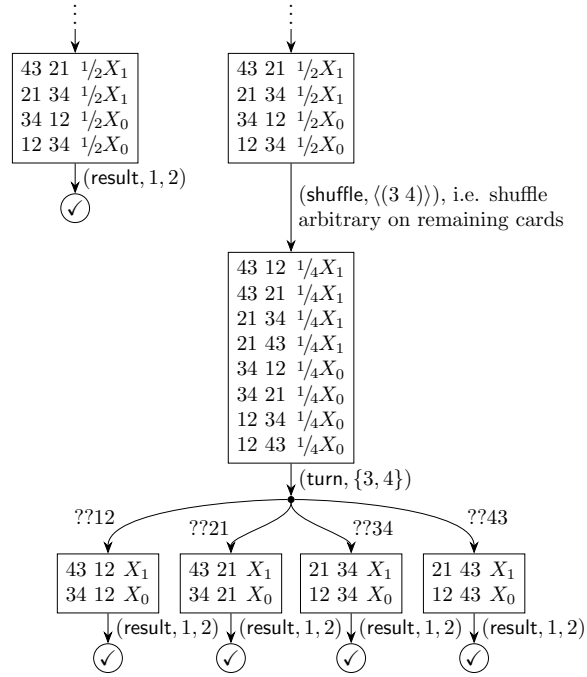 ⋮ ⋮
43 21 ¹/₂X₁
21 34 ¹/₂X₁
34 12 ¹/₂X₀
12 34 ¹/₂X₀
(result, 1, 2)
✓
43 21 ¹/₂X₁
21 34 ¹/₂X₁
34 12 ¹/₂X₀
12 34 ¹/₂X₀
(shuffle, ⟨(3 4)⟩), i.e. shuffle
arbitrary on remaining cards
43 12 ¹/₄X₁
43 21 ¹/₄X₁
21 34 ¹/₄X₁
21 43 ¹/₄X₁
34 12 ¹/₄X₀
34 21 ¹/₄X₀
12 34 ¹/₄X₀
12 43 ¹/₄X₀
(turn, {3, 4})
??12 ??21 ??34 ??43
43 12 X₁
34 12 X₀
43 21 X₁
34 21 X₀
21 34 X₁
12 34 X₀
21 43 X₁
12 43 X₀
(result, 1, 2) (result, 1, 2) (result, 1, 2) (result, 1, 2)
✓ ✓ ✓ ✓